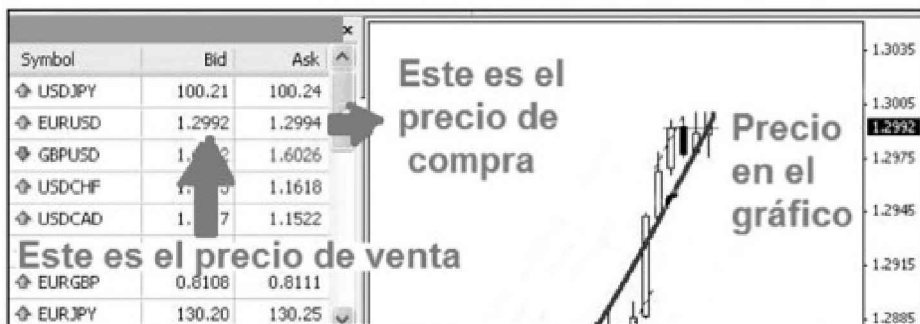 Symbol Bid Ask
USDJPY 100.21 100.24
EURUSD 1.2992 1.2994
GBPUSD 1.6026
USDCHF 1.1618
USDCAD 1.1522
EURGBP 0.8108 0.8111
EURJPY 130.20 130.25
Este es el precio de venta
Este es el
precio de
compra
Precio
en el
gráfico
1.3035
1.3005
1.2992
1.2975
1.2945
1.2915
1.2885